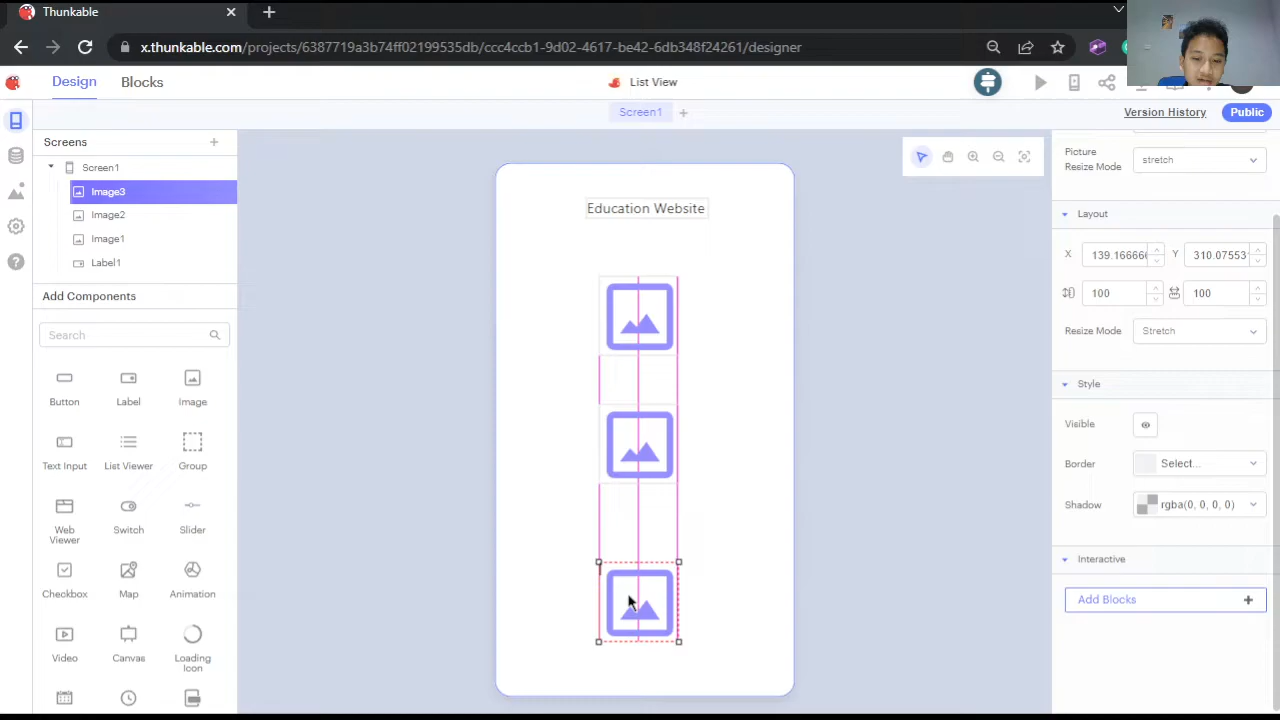 Thunkable
x.thunkable.com/projects/6387719a3b74ff02199535db/ccc4ccb1-9d02-4617-be42-6db348f24261/designer
Design
Blocks
List View
Screen1
Version History
Public
Screens
Screen1
Image3
Image2
Image1
Label1
Add Components
Search
Button
Label
Image
Text Input
List Viewer
Group
Web
Viewer
Switch
Slider
Checkbox
Map
Animation
Video
Canvas
Loading
Icon
Education Website
Picture
Resize Mode
stretch
Layout
X
139.16666
Y
310.07553
100
100
Resize Mode
Stretch
Style
Visible
Border
Select...
Shadow
rgba(0, 0, 0, 0)
Interactive
Add Blocks